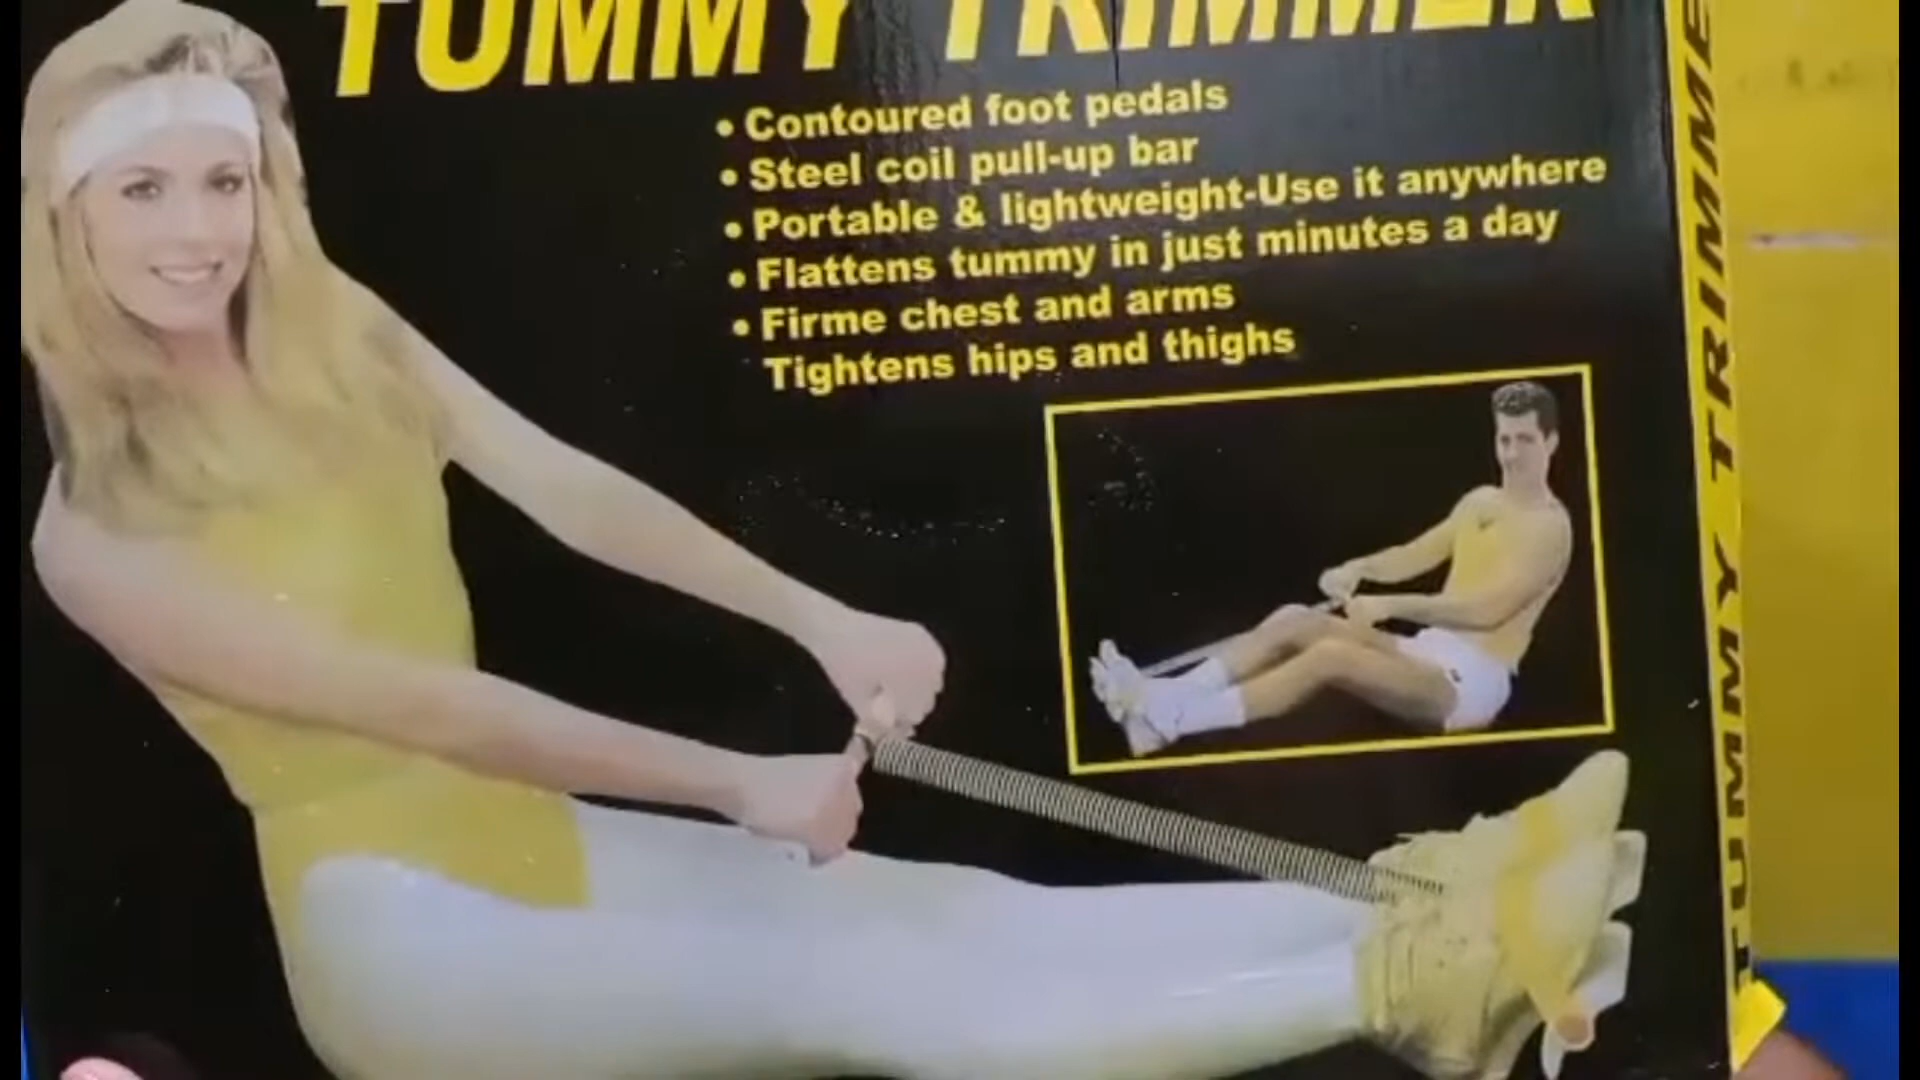 TUMMY TRIMMER
• Contoured foot pedals
• Steel coil pull-up bar
• Portable & lightweight-Use it anywhere
• Flattens tummy in just minutes a day
• Firme chest and arms
Tightens hips and thighs
TUMMY TRIMME